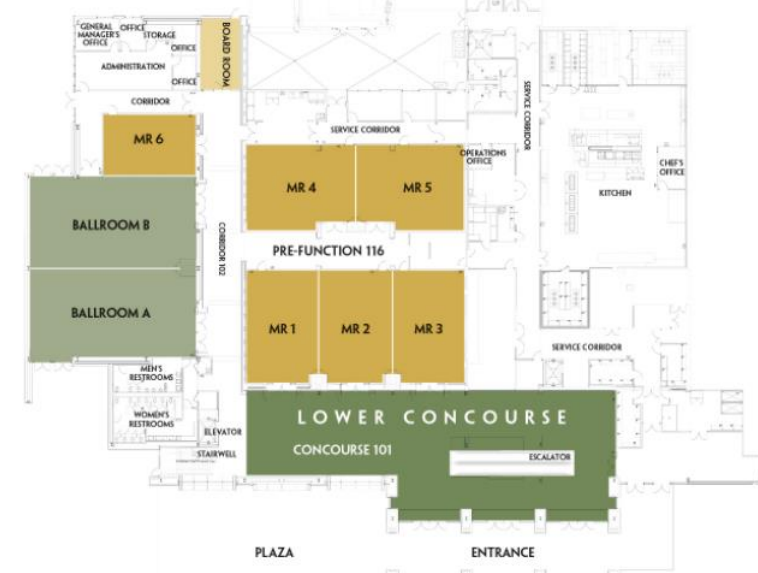 GENERAL
MANAGER'S
OFFICE
OFFICE
STORAGE
OFFICE
ADMINISTRATION
OFFICE
BOARD ROOM
CORRIDOR
MR 6
SERVICE CORRIDOR
SERVICE CORRIDOR
OPERATIONS
OFFICE
CHEF'S
OFFICE
KITCHEN
MR 4
MR 5
BALLROOM B
CORRIDOR 102
PRE-FUNCTION 116
BALLROOM A
MR 1
MR 2
MR 3
SERVICE CORRIDOR
MEN'S
RESTROOMS
WOMEN'S
RESTROOMS
ELEVATOR
STAIRWELL
LOWER CONCOURSE
CONCOURSE 101
ESCALATOR
PLAZA
ENTRANCE